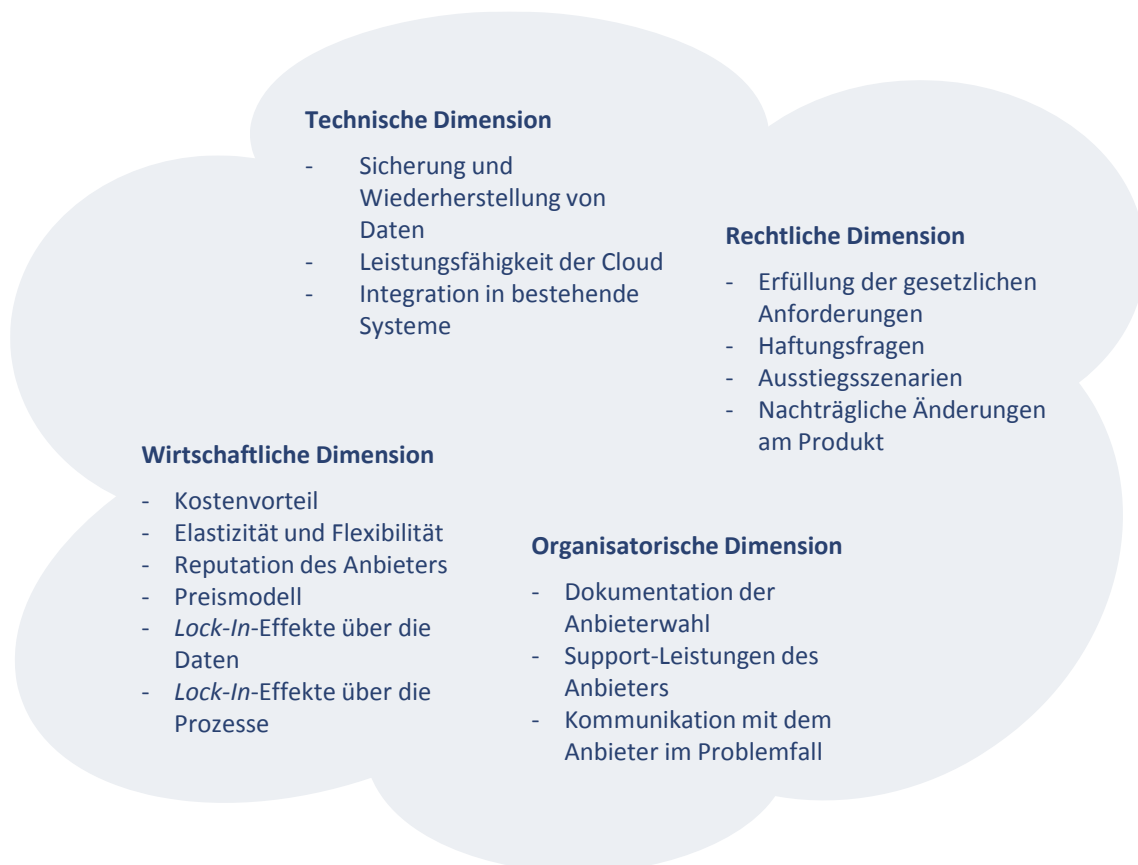 Technische Dimension
- Sicherung und
Wiederherstellung von
Daten
- Leistungsfähigkeit der Cloud
- Integration in bestehende
Systeme
Rechtliche Dimension
- Erfüllung der gesetzlichen
Anforderungen
- Haftungsfragen
- Ausstiegsszenarien
- Nachträgliche Änderungen
am Produkt
Wirtschaftliche Dimension
- Kostenvorteil
- Elastizität und Flexibilität
- Reputation des Anbieters
- Preismodell
- Lock-In-Effekte über die
Daten
- Lock-In-Effekte über die
Prozesse
Organisatorische Dimension
- Dokumentation der
Anbieterwahl
- Support-Leistungen des
Anbieters
- Kommunikation mit dem
Anbieter im Problemfall